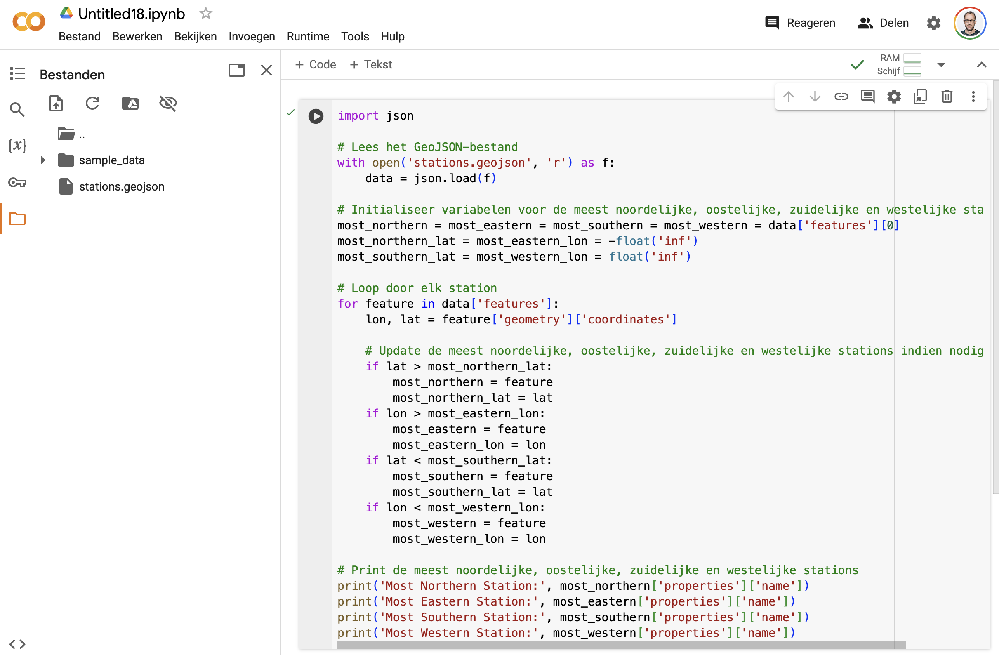 Untitled18.ipynb
Bestand Bewerken Bekijken Invoegen Runtime Tools Hulp
Reageren
Delen
Bestanden
..
sample_data
stations.geojson
{x}
+ Code + Tekst
RAM
Schijf
import json

# Lees het GeoJSON-bestand
with open('stations.geojson', 'r') as f:
    data = json.load(f)

# Initialiseer variabelen voor de meest noordelijke, oostelijke, zuidelijke en westelijke sta
most_northern = most_eastern = most_southern = most_western = data['features'][0]
most_northern_lat = most_eastern_lon = -float('inf')
most_southern_lat = most_western_lon = float('inf')

# Loop door elk station
for feature in data['features']:
    lon, lat = feature['geometry']['coordinates']

    # Update de meest noordelijke, oostelijke, zuidelijke en westelijke stations indien nodig
    if lat > most_northern_lat:
        most_northern = feature
        most_northern_lat = lat
    if lon > most_eastern_lon:
        most_eastern = feature
        most_eastern_lon = lon
    if lat < most_southern_lat:
        most_southern = feature
        most_southern_lat = lat
    if lon < most_western_lon:
        most_western = feature
        most_western_lon = lon

# Print de meest noordelijke, oostelijke, zuidelijke en westelijke stations
print('Most Northern Station:', most_northern['properties']['name'])
print('Most Eastern Station:', most_eastern['properties']['name'])
print('Most Southern Station:', most_southern['properties']['name'])
print('Most Western Station:', most_western['properties']['name'])